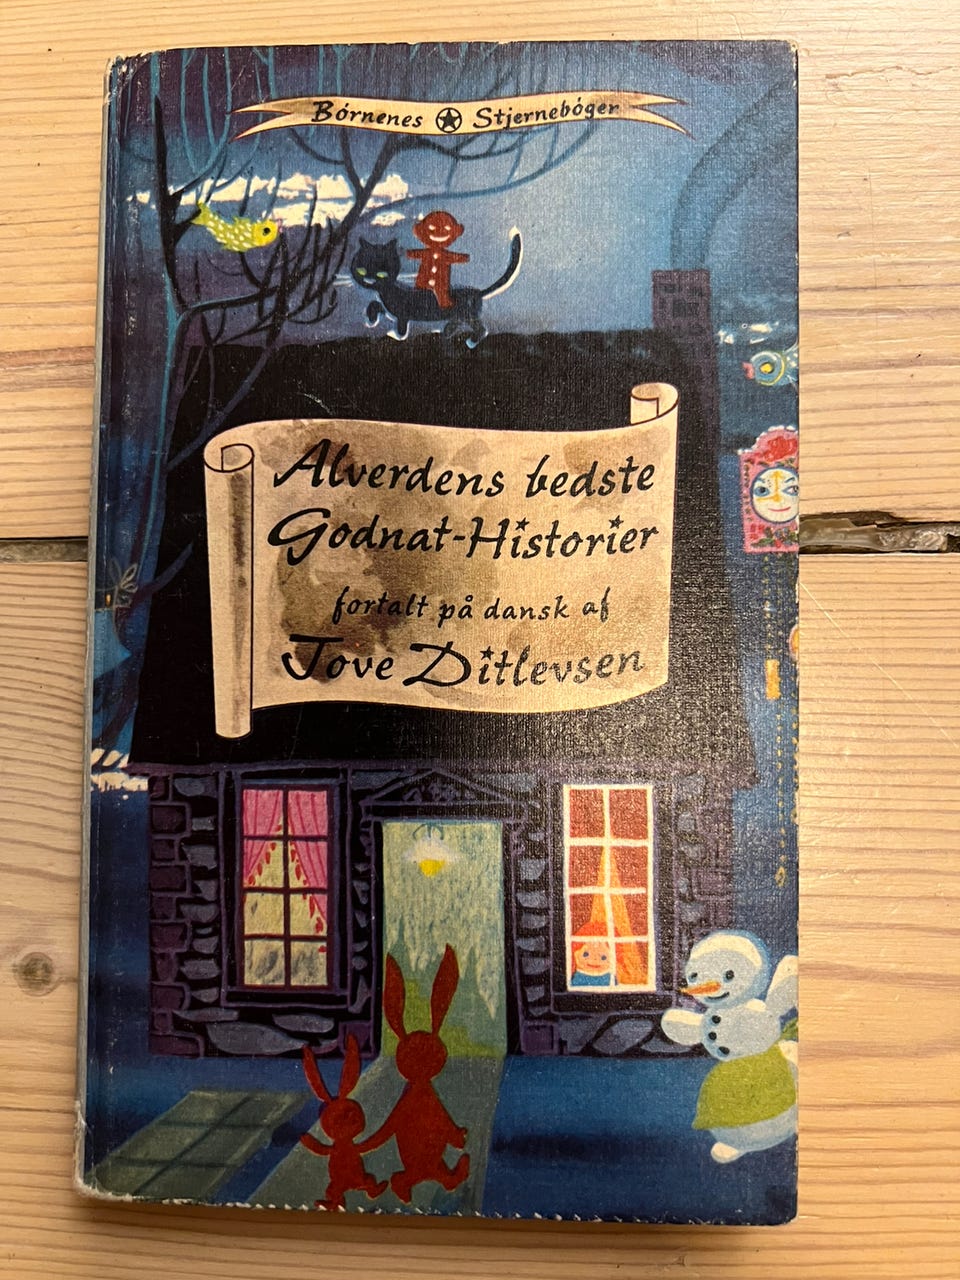 Børnenes Stjernebøger
Alverdens bedste
Godnat-Historier
fortalt på dansk af
Tove Ditlevsen